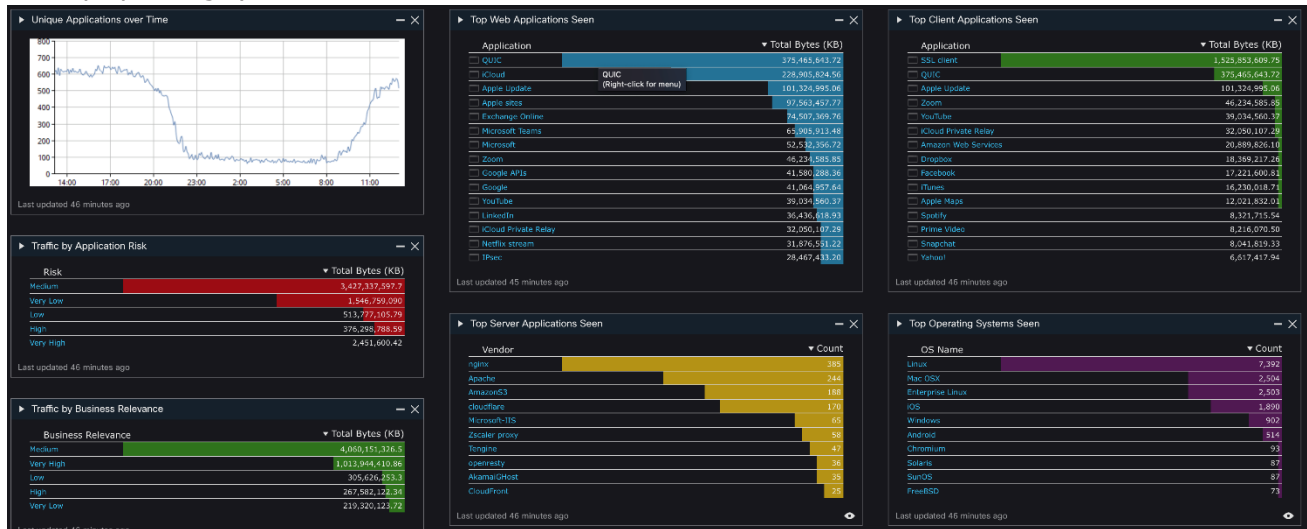 Unique Applications over Time
800
700
600
500
400
300
200
100
0
14:00 17:00 20:00 23:00 2:00 5:00 8:00 11:00
Last updated 46 minutes ago
Traffic by Application Risk
Risk Total Bytes (KB)
Medium 3,427,337,597.7
Very Low 1,546,759,090
Low 513,777,105.79
High 376,298,788.59
Very High 2,451,600.42
Last updated 46 minutes ago
Traffic by Business Relevance
Business Relevance Total Bytes (KB)
Medium 4,060,151,326.5
Very High 1,013,944,410.86
Low 305,626,253.3
High 267,582,122.34
Very Low 219,320,123.72
Last updated 46 minutes ago
Top Web Applications Seen
Application Total Bytes (KB)
QUIC 375,465,643.72
iCloud 228,905,824.56
QUIC
(Right-click for menu)
Apple Update 101,324,995.06
Apple sites 97,563,457.77
Exchange Online 74,507,369.76
Microsoft Teams 65,905,913.48
Microsoft 52,532,356.72
Zoom 46,234,585.85
Google APIs 41,580,288.36
Google 41,064,957.64
YouTube 39,034,560.37
LinkedIn 36,436,618.93
iCloud Private Relay 32,050,107.29
Netflix stream 31,876,551.22
IPsec 28,467,433.20
Last updated 45 minutes ago
Top Server Applications Seen
Vendor Count
nginx 385
Apache 244
AmazonS3 188
cloudflare 170
Microsoft-IIS 65
Zscaler proxy 58
Tengine 47
openresty 36
AkamaiGHost 35
CloudFront 25
Last updated 46 minutes ago
Top Client Applications Seen
Application Total Bytes (KB)
SSL client 1,525,853,609.75
QUIC 375,465,643.72
Apple Update 101,324,995.06
Zoom 46,234,585.85
YouTube 39,034,560.37
iCloud Private Relay 32,050,107.29
Amazon Web Services 20,889,826.10
Dropbox 18,369,217.26
Facebook 17,221,600.81
iTunes 16,230,018.71
Apple Maps 12,021,832.01
Spotify 8,321,715.54
Prime Video 8,216,070.50
Snapchat 8,041,819.33
Yahoo! 6,617,417.94
Last updated 46 minutes ago
Top Operating Systems Seen
OS Name Count
Linux 7,392
Mac OSX 2,504
Enterprise Linux 2,503
iOS 1,890
Windows 902
Android 514
Chromium 93
Solaris 87
SunOS 87
FreeBSD 73
Last updated 46 minutes ago